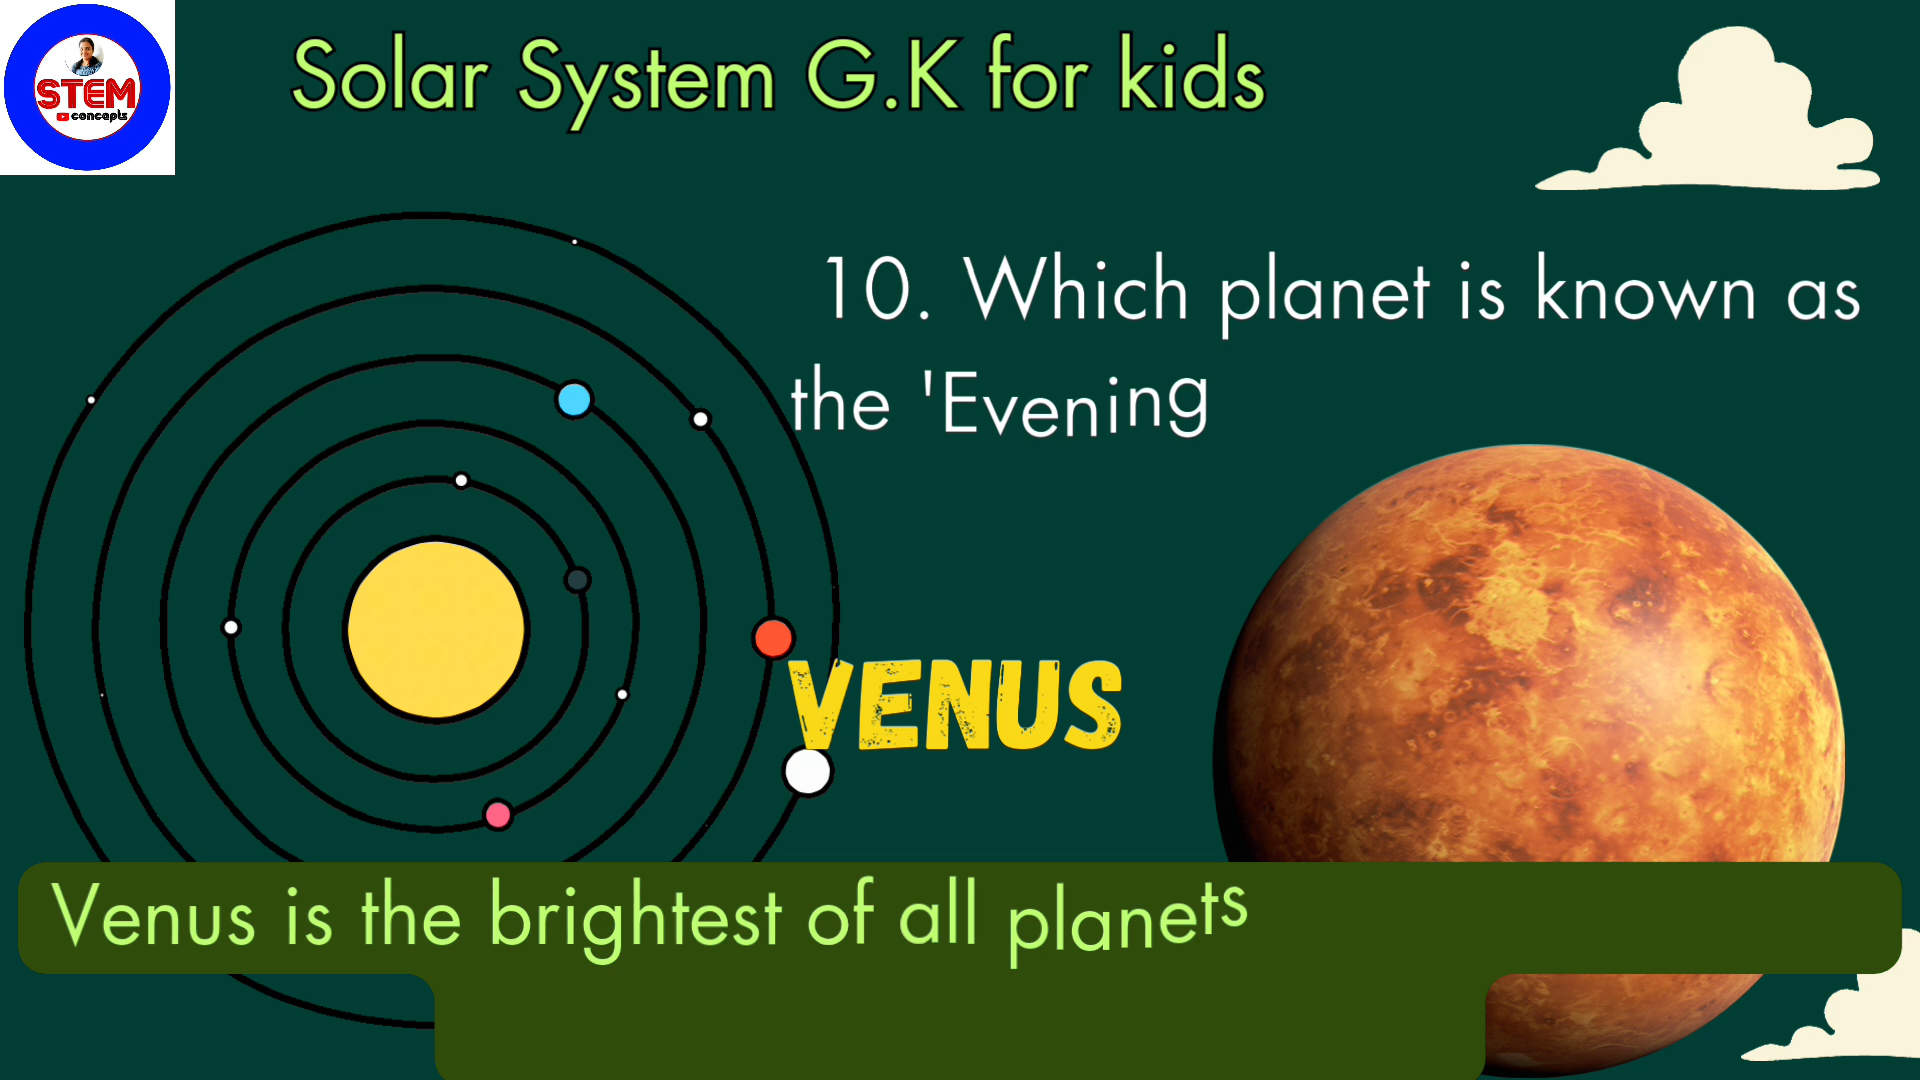 STEM
concepts
Solar System G.K for kids
10. Which planet is known as
the 'Evening
VENUS
Venus is the brightest of all planets